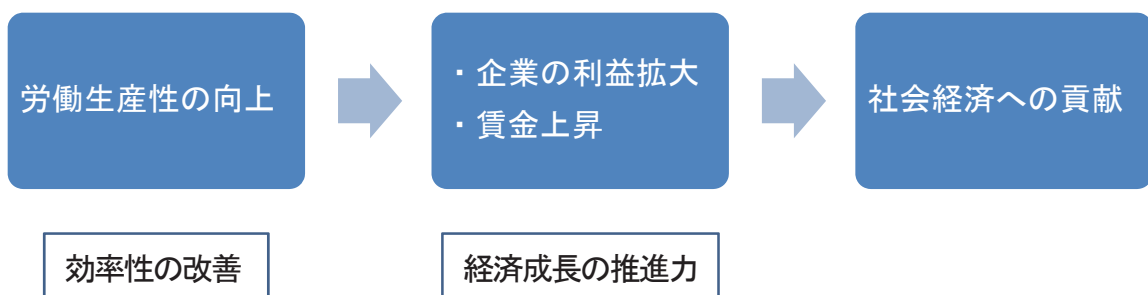 労働生産性の向上
・企業の利益拡大
・賃金上昇
社会経済への貢献
効率性の改善
経済成長の推進力